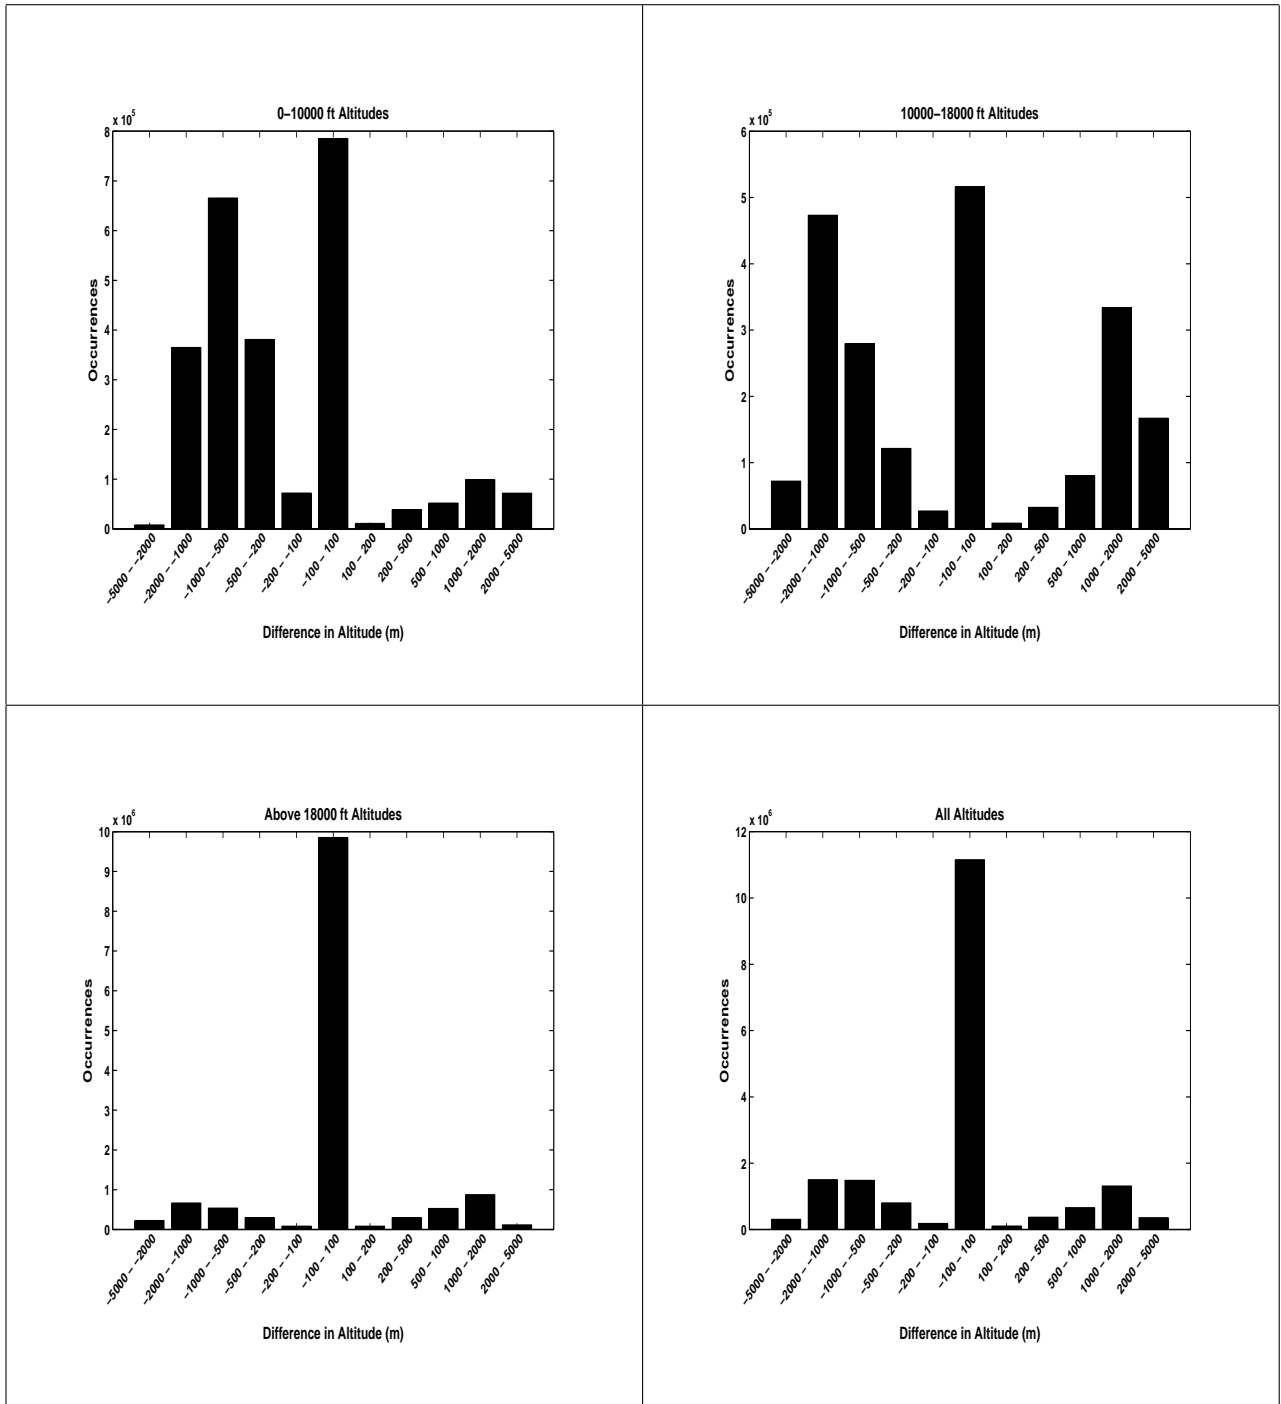 0–10000 ft Altitudes
x 10^5
8
7
6
5
4
3
2
1
0
Occurrences
–5000 – –2000
–2000 – –1000
–1000 – –500
–500 – –200
–200 – –100
–100 – 100
100 – 200
200 – 500
500 – 1000
1000 – 2000
2000 – 5000
Difference in Altitude (m)
10000–18000 ft Altitudes
x 10^5
6
5
4
3
2
1
0
Occurrences
–5000 – –2000
–2000 – –1000
–1000 – –500
–500 – –200
–200 – –100
–100 – 100
100 – 200
200 – 500
500 – 1000
1000 – 2000
2000 – 5000
Difference in Altitude (m)
Above 18000 ft Altitudes
x 10^6
10
9
8
7
6
5
4
3
2
1
0
Occurrences
–5000 – –2000
–2000 – –1000
–1000 – –500
–500 – –200
–200 – –100
–100 – 100
100 – 200
200 – 500
500 – 1000
1000 – 2000
2000 – 5000
Difference in Altitude (m)
All Altitudes
x 10^6
12
10
8
6
4
2
0
Occurrences
–5000 – –2000
–2000 – –1000
–1000 – –500
–500 – –200
–200 – –100
–100 – 100
100 – 200
200 – 500
500 – 1000
1000 – 2000
2000 – 5000
Difference in Altitude (m)